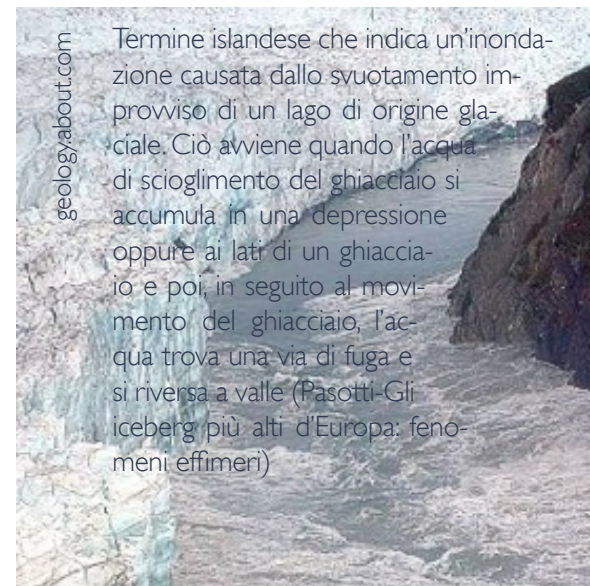 geologyabout.com
Termine islandese che indica un'inonda-
zione causata dallo svuotamento im-
provviso di un lago di origine gla-
ciale. Ciò avviene quando l'acqua
di scioglimento del ghiacciaio si
accumula in una depressione
oppure ai lati di un ghiaccia-
io e poi, in seguito al movi-
mento del ghiacciaio, l'ac-
qua trova una via di fuga e
si riversa a valle (Pasotti-Gli
iceberg più alti d'Europa: feno-
meni effimeri)